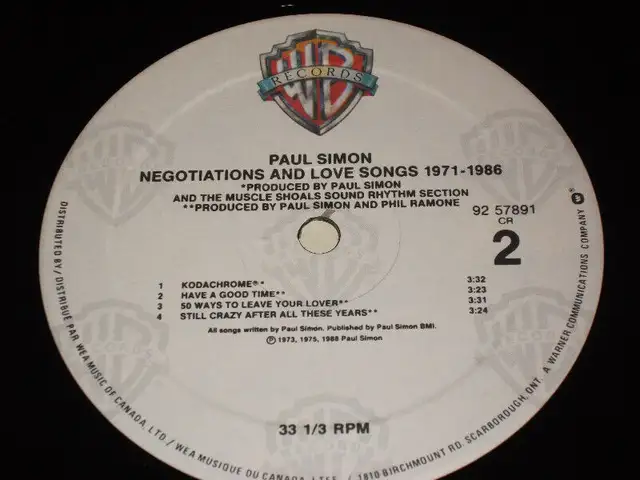 WB
RECORDS
PAUL SIMON
NEGOTIATIONS AND LOVE SONGS 1971-1986
*PRODUCED BY PAUL SIMON
AND THE MUSCLE SHOALS SOUND RHYTHM SECTION
**PRODUCED BY PAUL SIMON AND PHIL RAMONE
92 57891
CR
2
1 KODACHROME®* 3:32
2 HAVE A GOOD TIME** 3:23
3 50 WAYS TO LEAVE YOUR LOVER** 3:31
4 STILL CRAZY AFTER ALL THESE YEARS** 3:24
All songs written by Paul Simon. Published by Paul Simon BMI.
Ⓟ 1973, 1975, 1988 Paul Simon
33 1/3 RPM
DISTRIBUTED BY/DISTRIBUE PAR WEA MUSIC OF CANADA, LTD./WEA MUSIQUE DU CANADA, LTEE / 1810 BIRCHMOUNT RD. SCARBOROUGH, ONT. A WARNER COMMUNICATIONS COMPANY